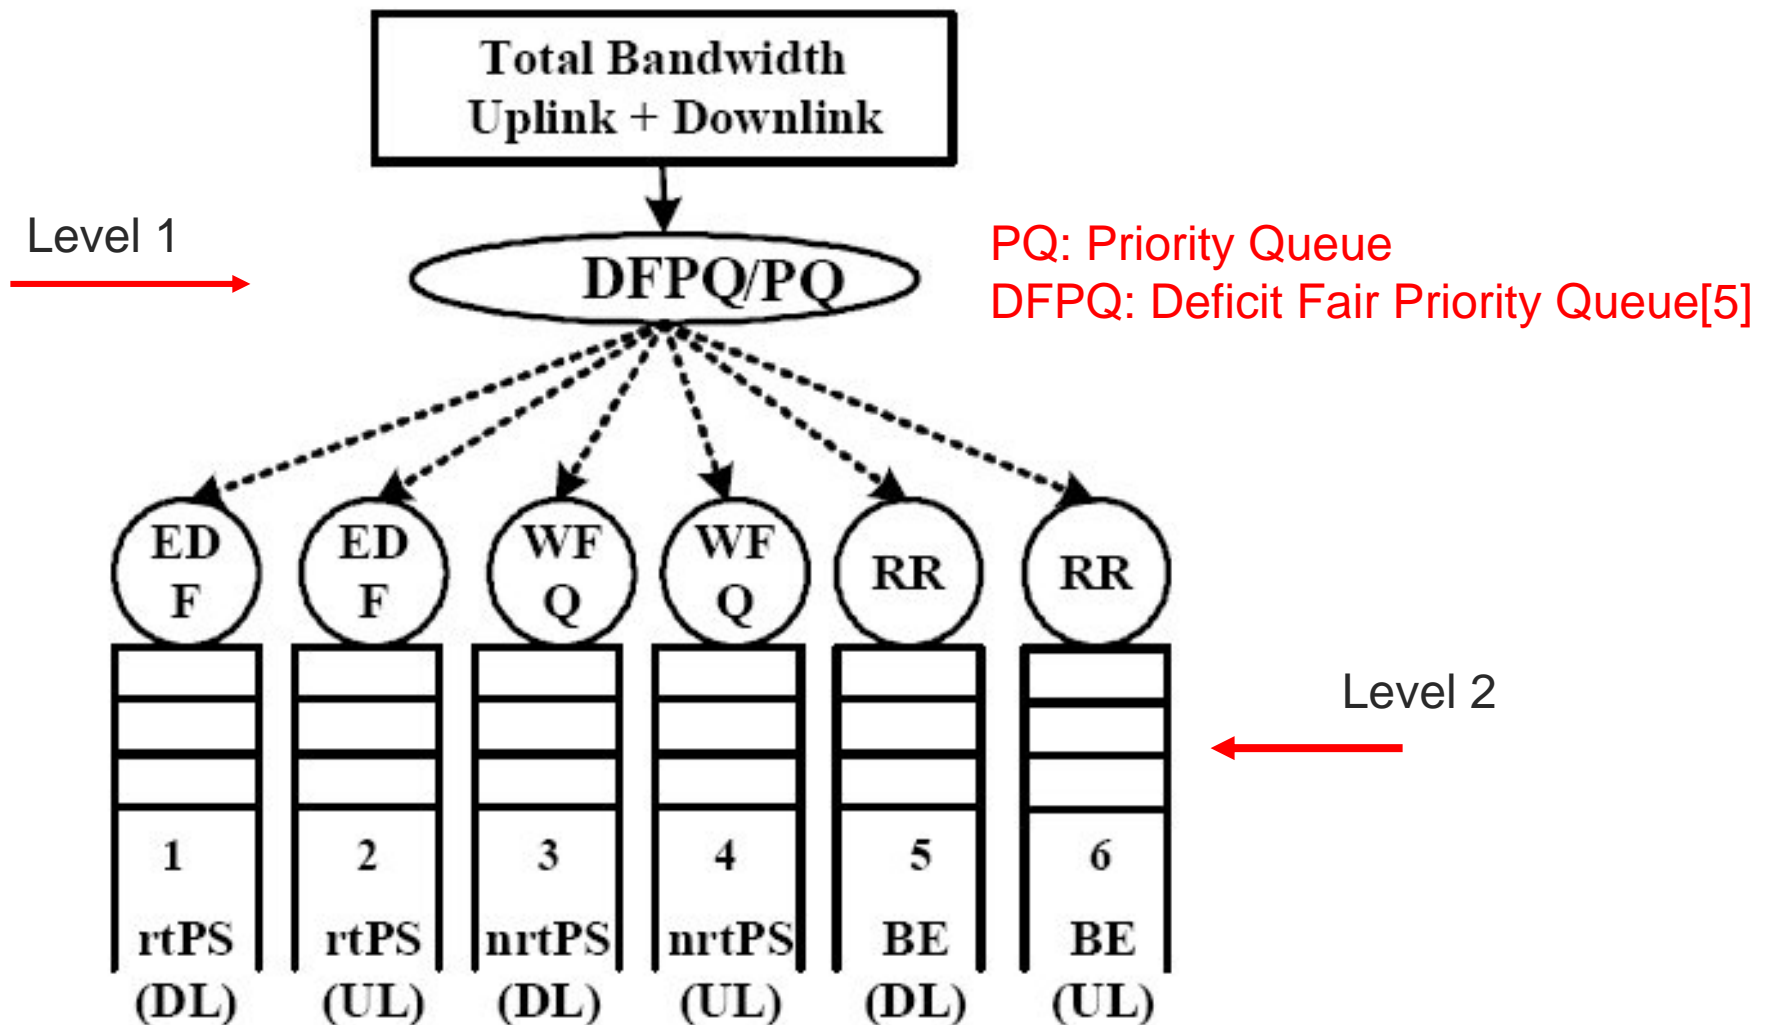 Total Bandwidth
Uplink + Downlink
Level 1
DFPQ/PQ
PQ: Priority Queue
DFPQ: Deficit Fair Priority Queue[5]
ED
F
ED
F
WF
Q
WF
Q
RR
RR
Level 2
1
rtPS
(DL)
2
rtPS
(UL)
3
nrtPS
(DL)
4
nrtPS
(UL)
5
BE
(DL)
6
BE
(UL)